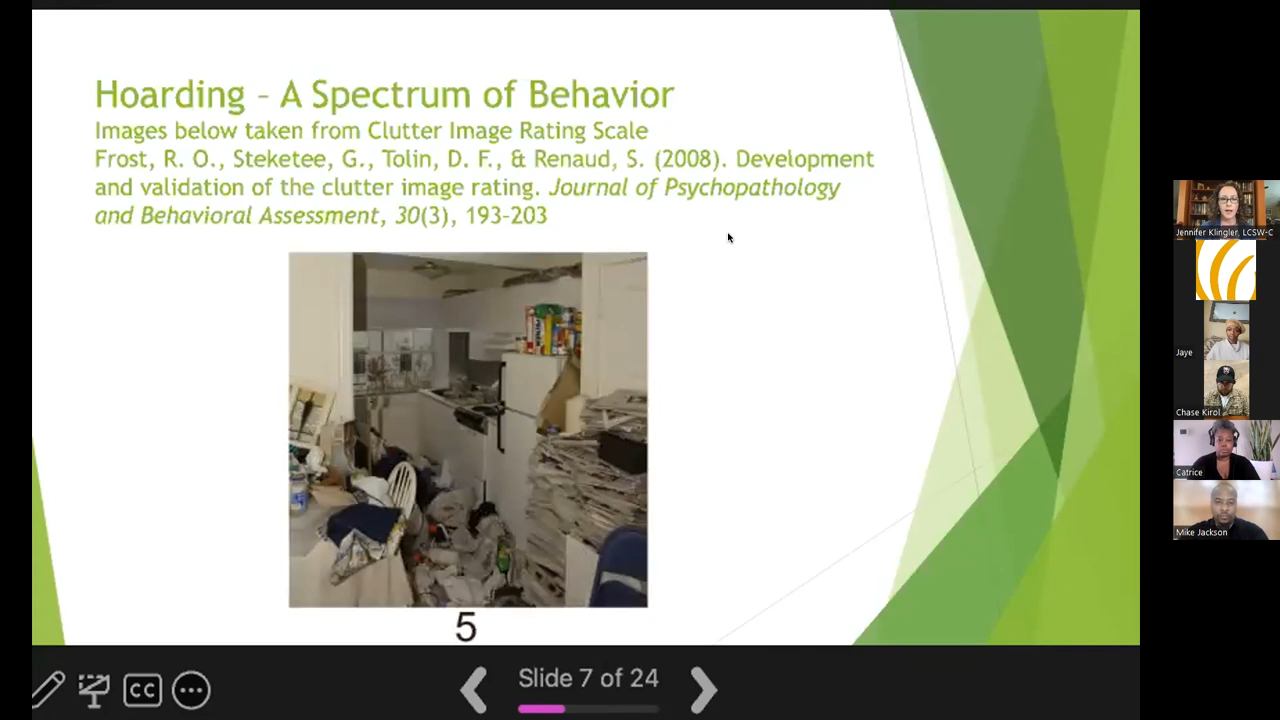 Hoarding – A Spectrum of Behavior
Images below taken from Clutter Image Rating Scale
Frost, R. O., Steketee, G., Tolin, D. F., & Renaud, S. (2008). Development
and validation of the clutter image rating. Journal of Psychopathology
and Behavioral Assessment, 30(3), 193-203
5
CC
Slide 7 of 24
Jennifer Klingler, LCSW-C
Jaye
Chase Kirol
Catrice
Mike Jackson